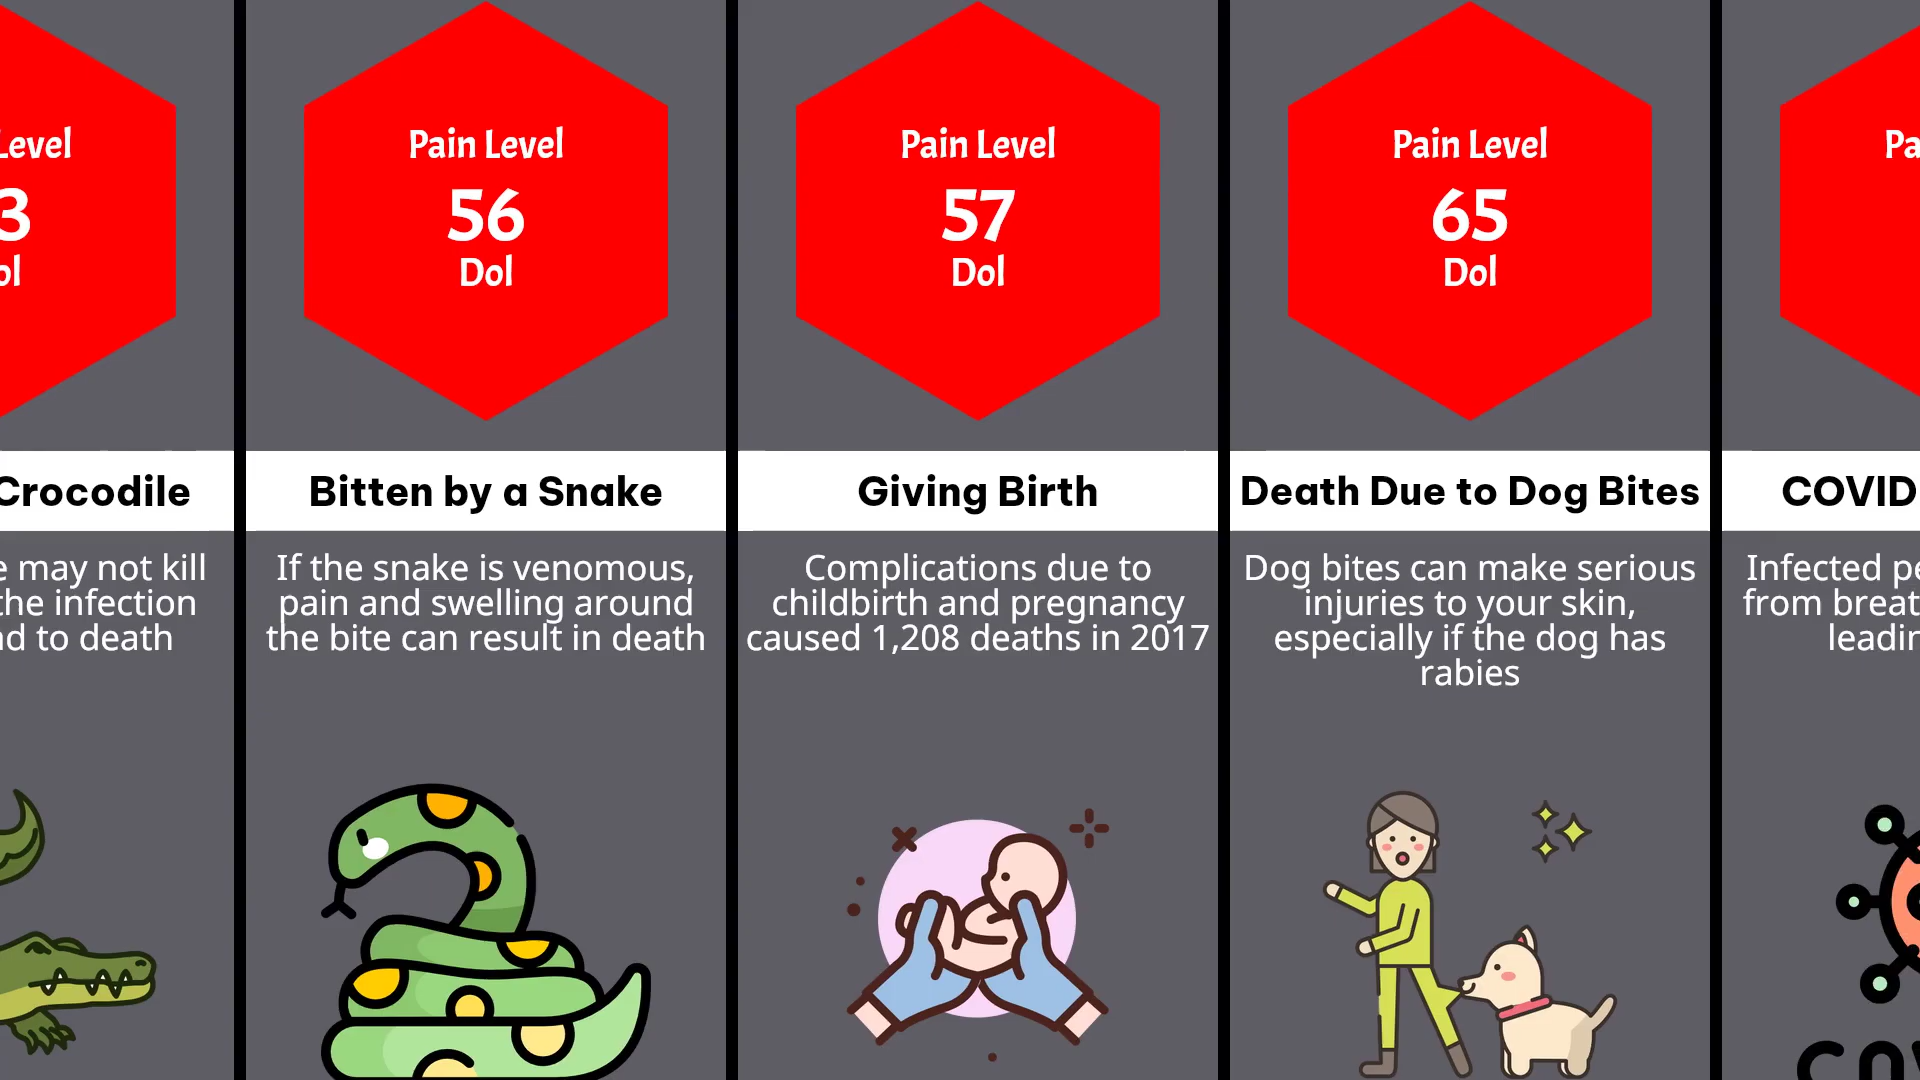 Level
3
ol
Crocodile
e may not kill
the infection
nd to death
Pain Level
56
Dol
Bitten by a Snake
If the snake is venomous,
pain and swelling around
the bite can result in death
Pain Level
57
Dol
Giving Birth
Complications due to
childbirth and pregnancy
caused 1,208 deaths in 2017
Pain Level
65
Dol
Death Due to Dog Bites
Dog bites can make serious
injuries to your skin,
especially if the dog has
rabies
Pa
COVID
Infected pe
from breat
leadin